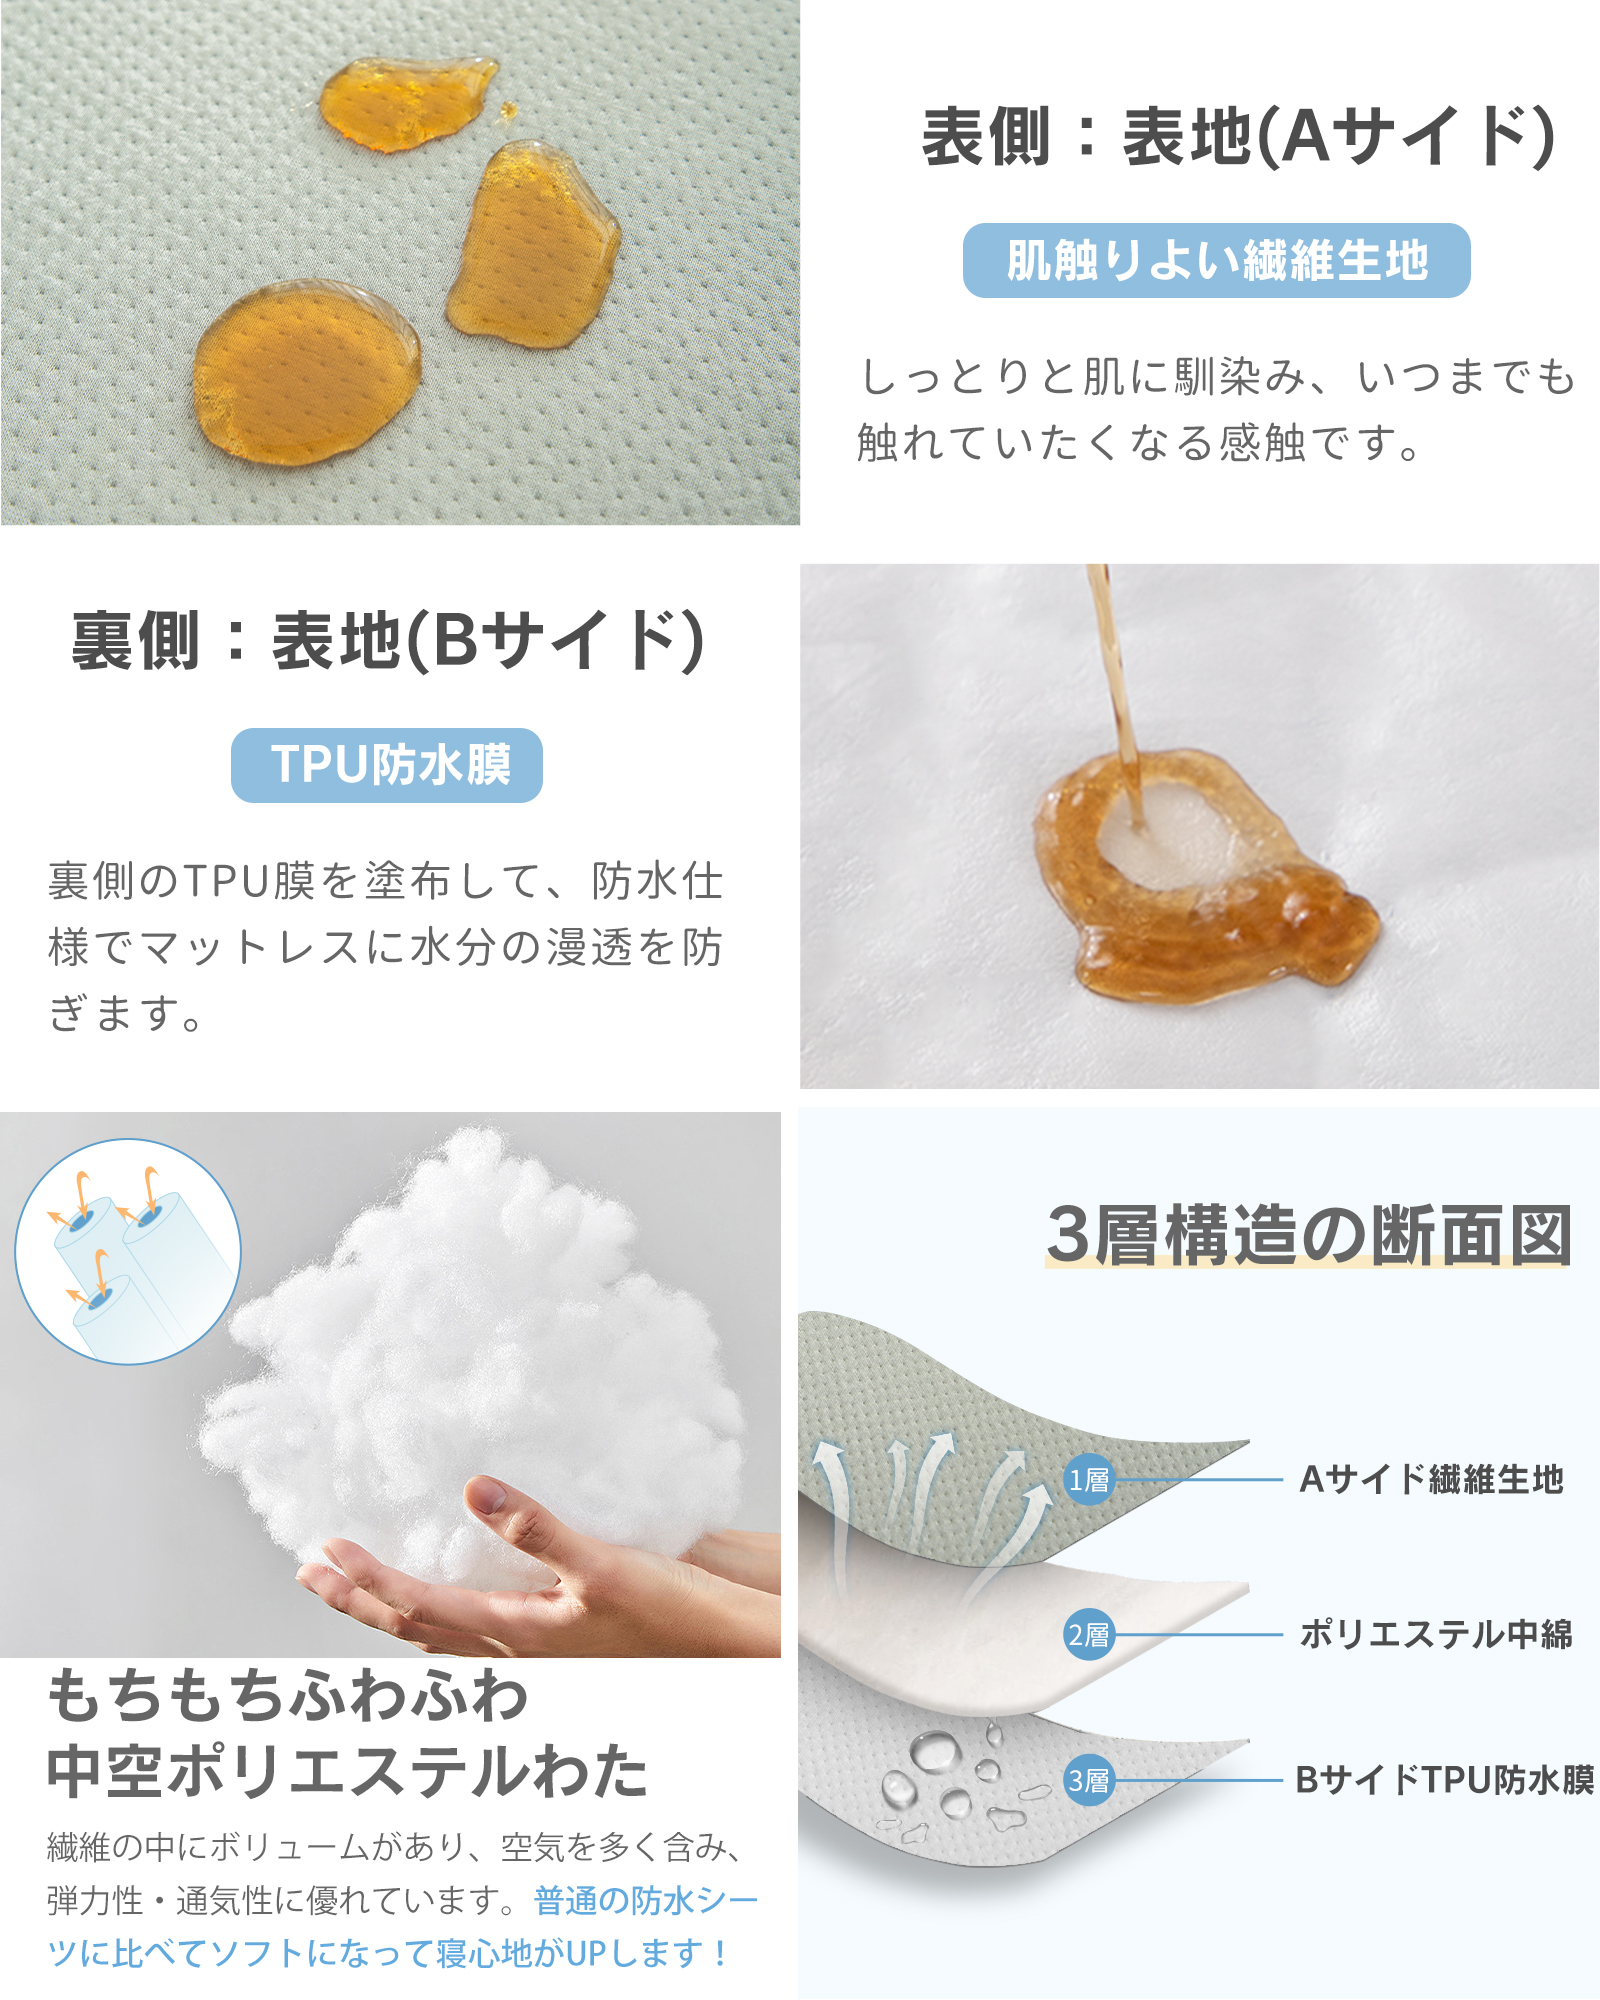 表側：表地(Aサイド)
肌触りよい繊維生地
しっとりと肌に馴染み、いつまでも
触れていたくなる感触です。
裏側：表地(Bサイド)
TPU防水膜
裏側のTPU膜を塗布して、防水仕
様でマットレスに水分の漫透を防
ぎます。
もちもちふわふわ
中空ポリエステルわた
繊維の中にボリュームがあり、空気を多く含み、
弾力性・通気性に優れています。普通の防水シー
ツに比べてソフトになって寝心地がUPします！
3層構造の断面図
1層
Aサイド繊維生地
2層
ポリエステル中綿
3層
BサイドTPU防水膜